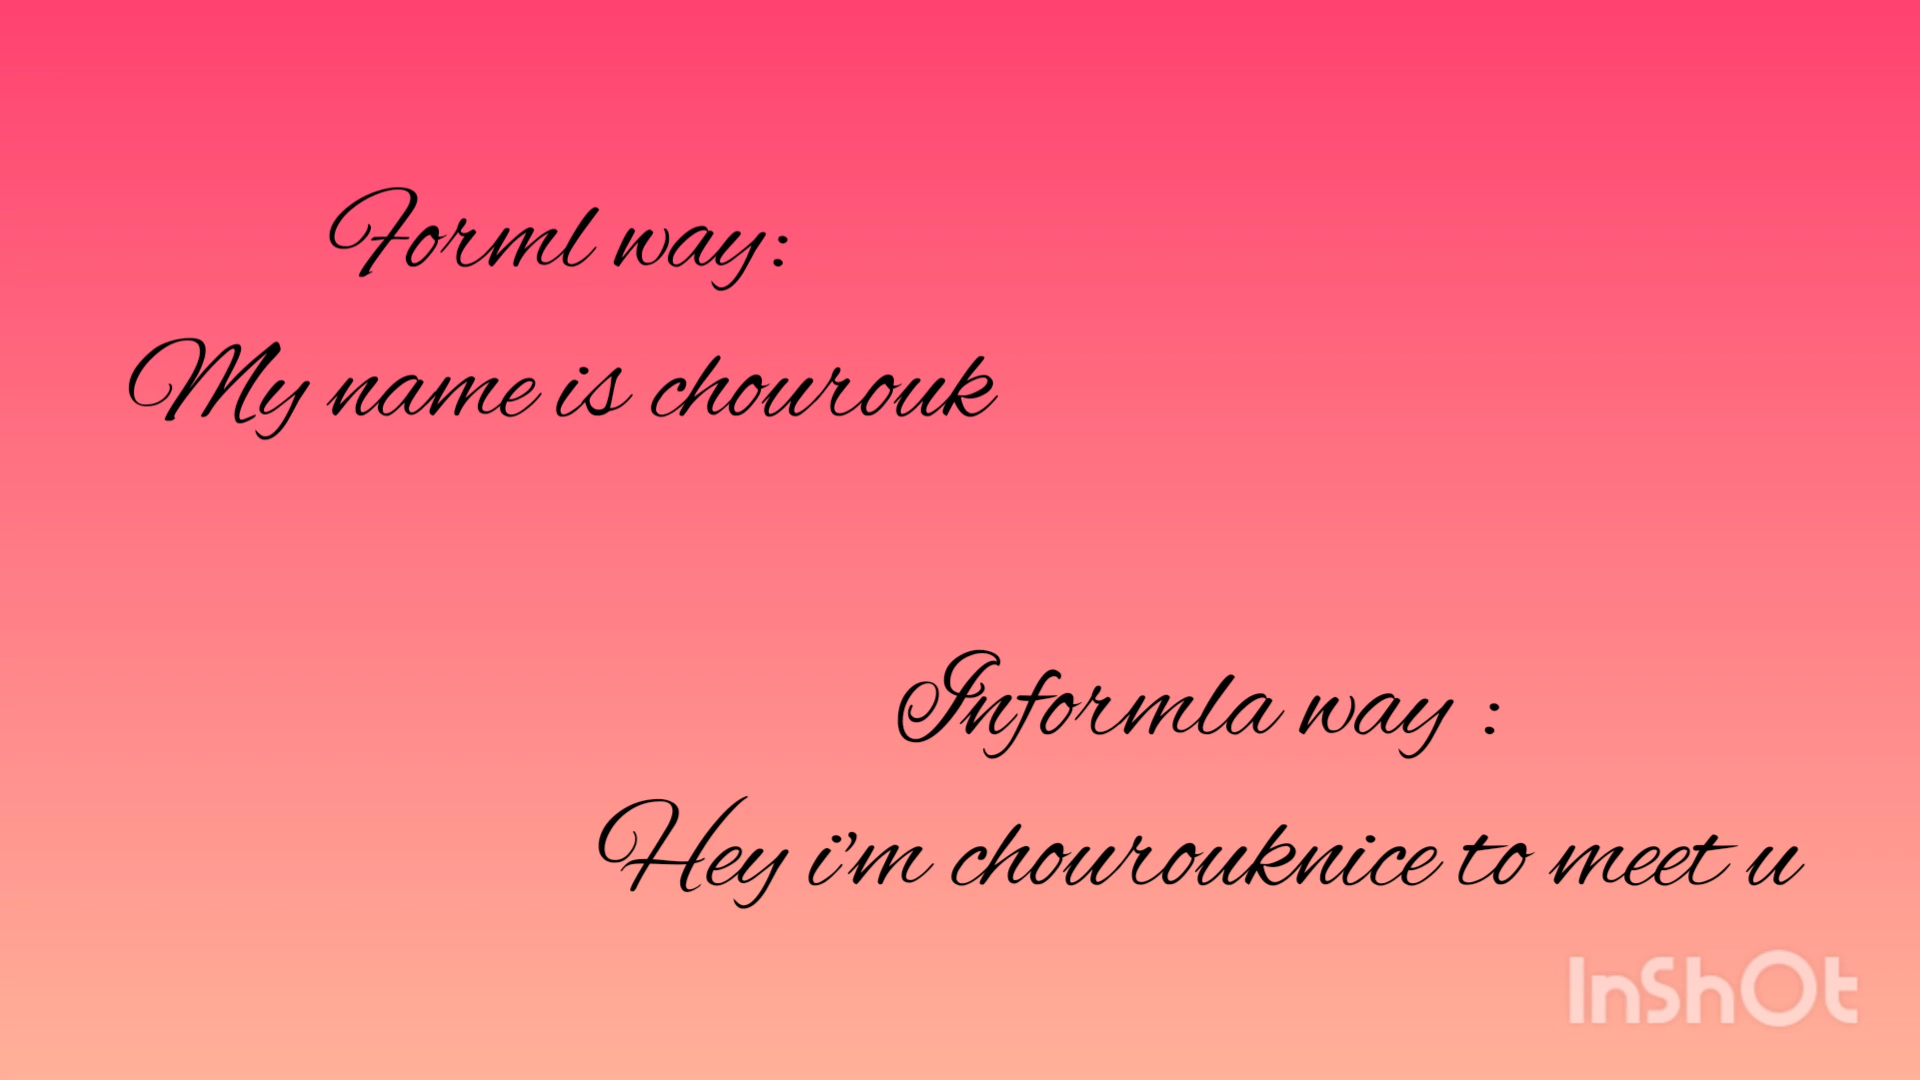 Forml way:
My name is chourouk
Informla way :
Hey i'm chourouknice to meet u
InShOt